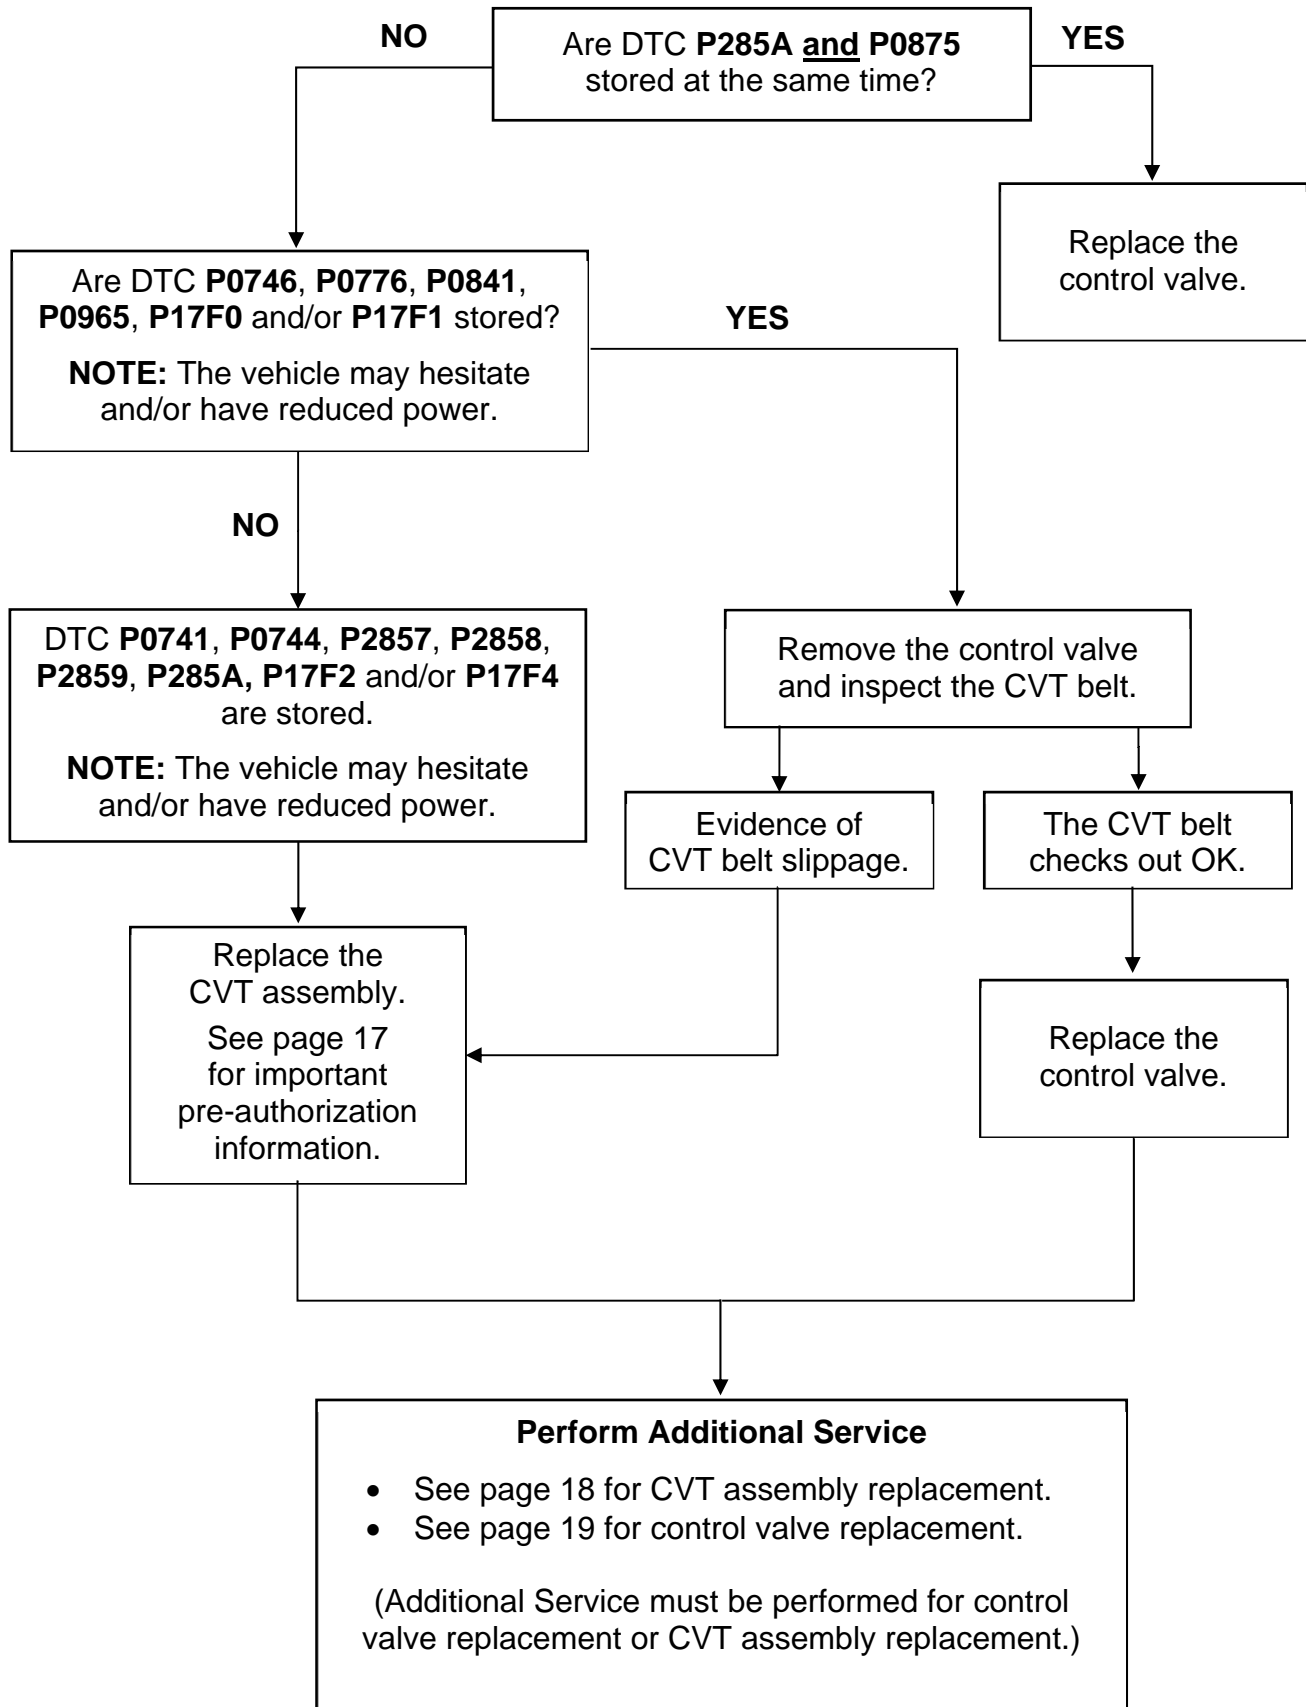 NO
Are DTC P285A and P0875
stored at the same time?
YES
Replace the
control valve.
Are DTC P0746, P0776, P0841,
P0965, P17F0 and/or P17F1 stored?
NOTE: The vehicle may hesitate
and/or have reduced power.
YES
NO
DTC P0741, P0744, P2857, P2858,
P2859, P285A, P17F2 and/or P17F4
are stored.
NOTE: The vehicle may hesitate
and/or have reduced power.
Remove the control valve
and inspect the CVT belt.
Evidence of
CVT belt slippage.
The CVT belt
checks out OK.
Replace the
CVT assembly.
See page 17
for important
pre-authorization
information.
Replace the
control valve.
Perform Additional Service
• See page 18 for CVT assembly replacement.
• See page 19 for control valve replacement.
(Additional Service must be performed for control
valve replacement or CVT assembly replacement.)